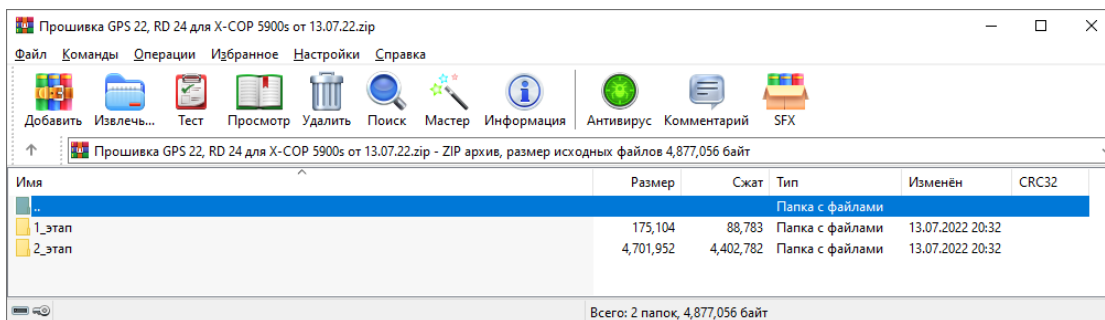 Прошивка GPS 22, RD 24 для X-COP 5900s от 13.07.22.zip
Файл Команды Операции Избранное Настройки Справка
Добавить Извлечь... Тест Просмотр Удалить Поиск Мастер Информация Антивирус Комментарий SFX
Прошивка GPS 22, RD 24 для X-COP 5900s от 13.07.22.zip - ZIP архив, размер исходных файлов 4,877,056 байт
Имя Размер Сжат Тип Изменён CRC32
.. Папка с файлами
1_этап 175,104 88,783 Папка с файлами 13.07.2022 20:32
2_этап 4,701,952 4,402,782 Папка с файлами 13.07.2022 20:32
Всего: 2 папок, 4,877,056 байт